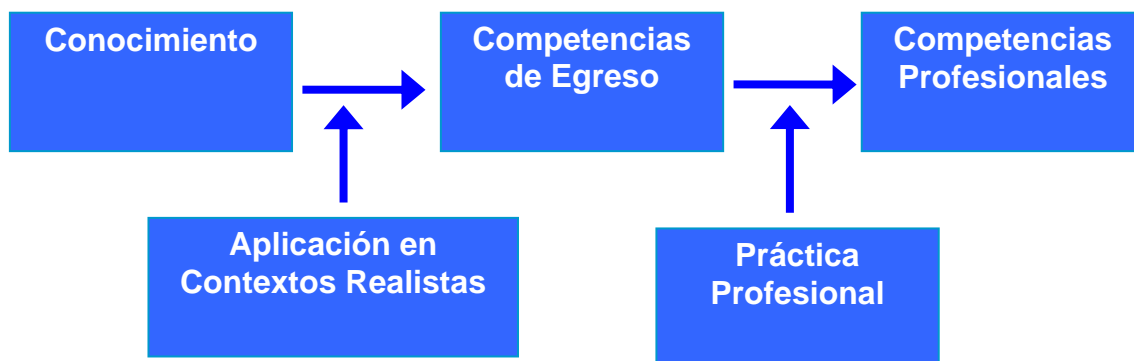 Conocimiento
Competencias
de Egreso
Competencias
Profesionales
Aplicación en
Contextos Realistas
Práctica
Profesional